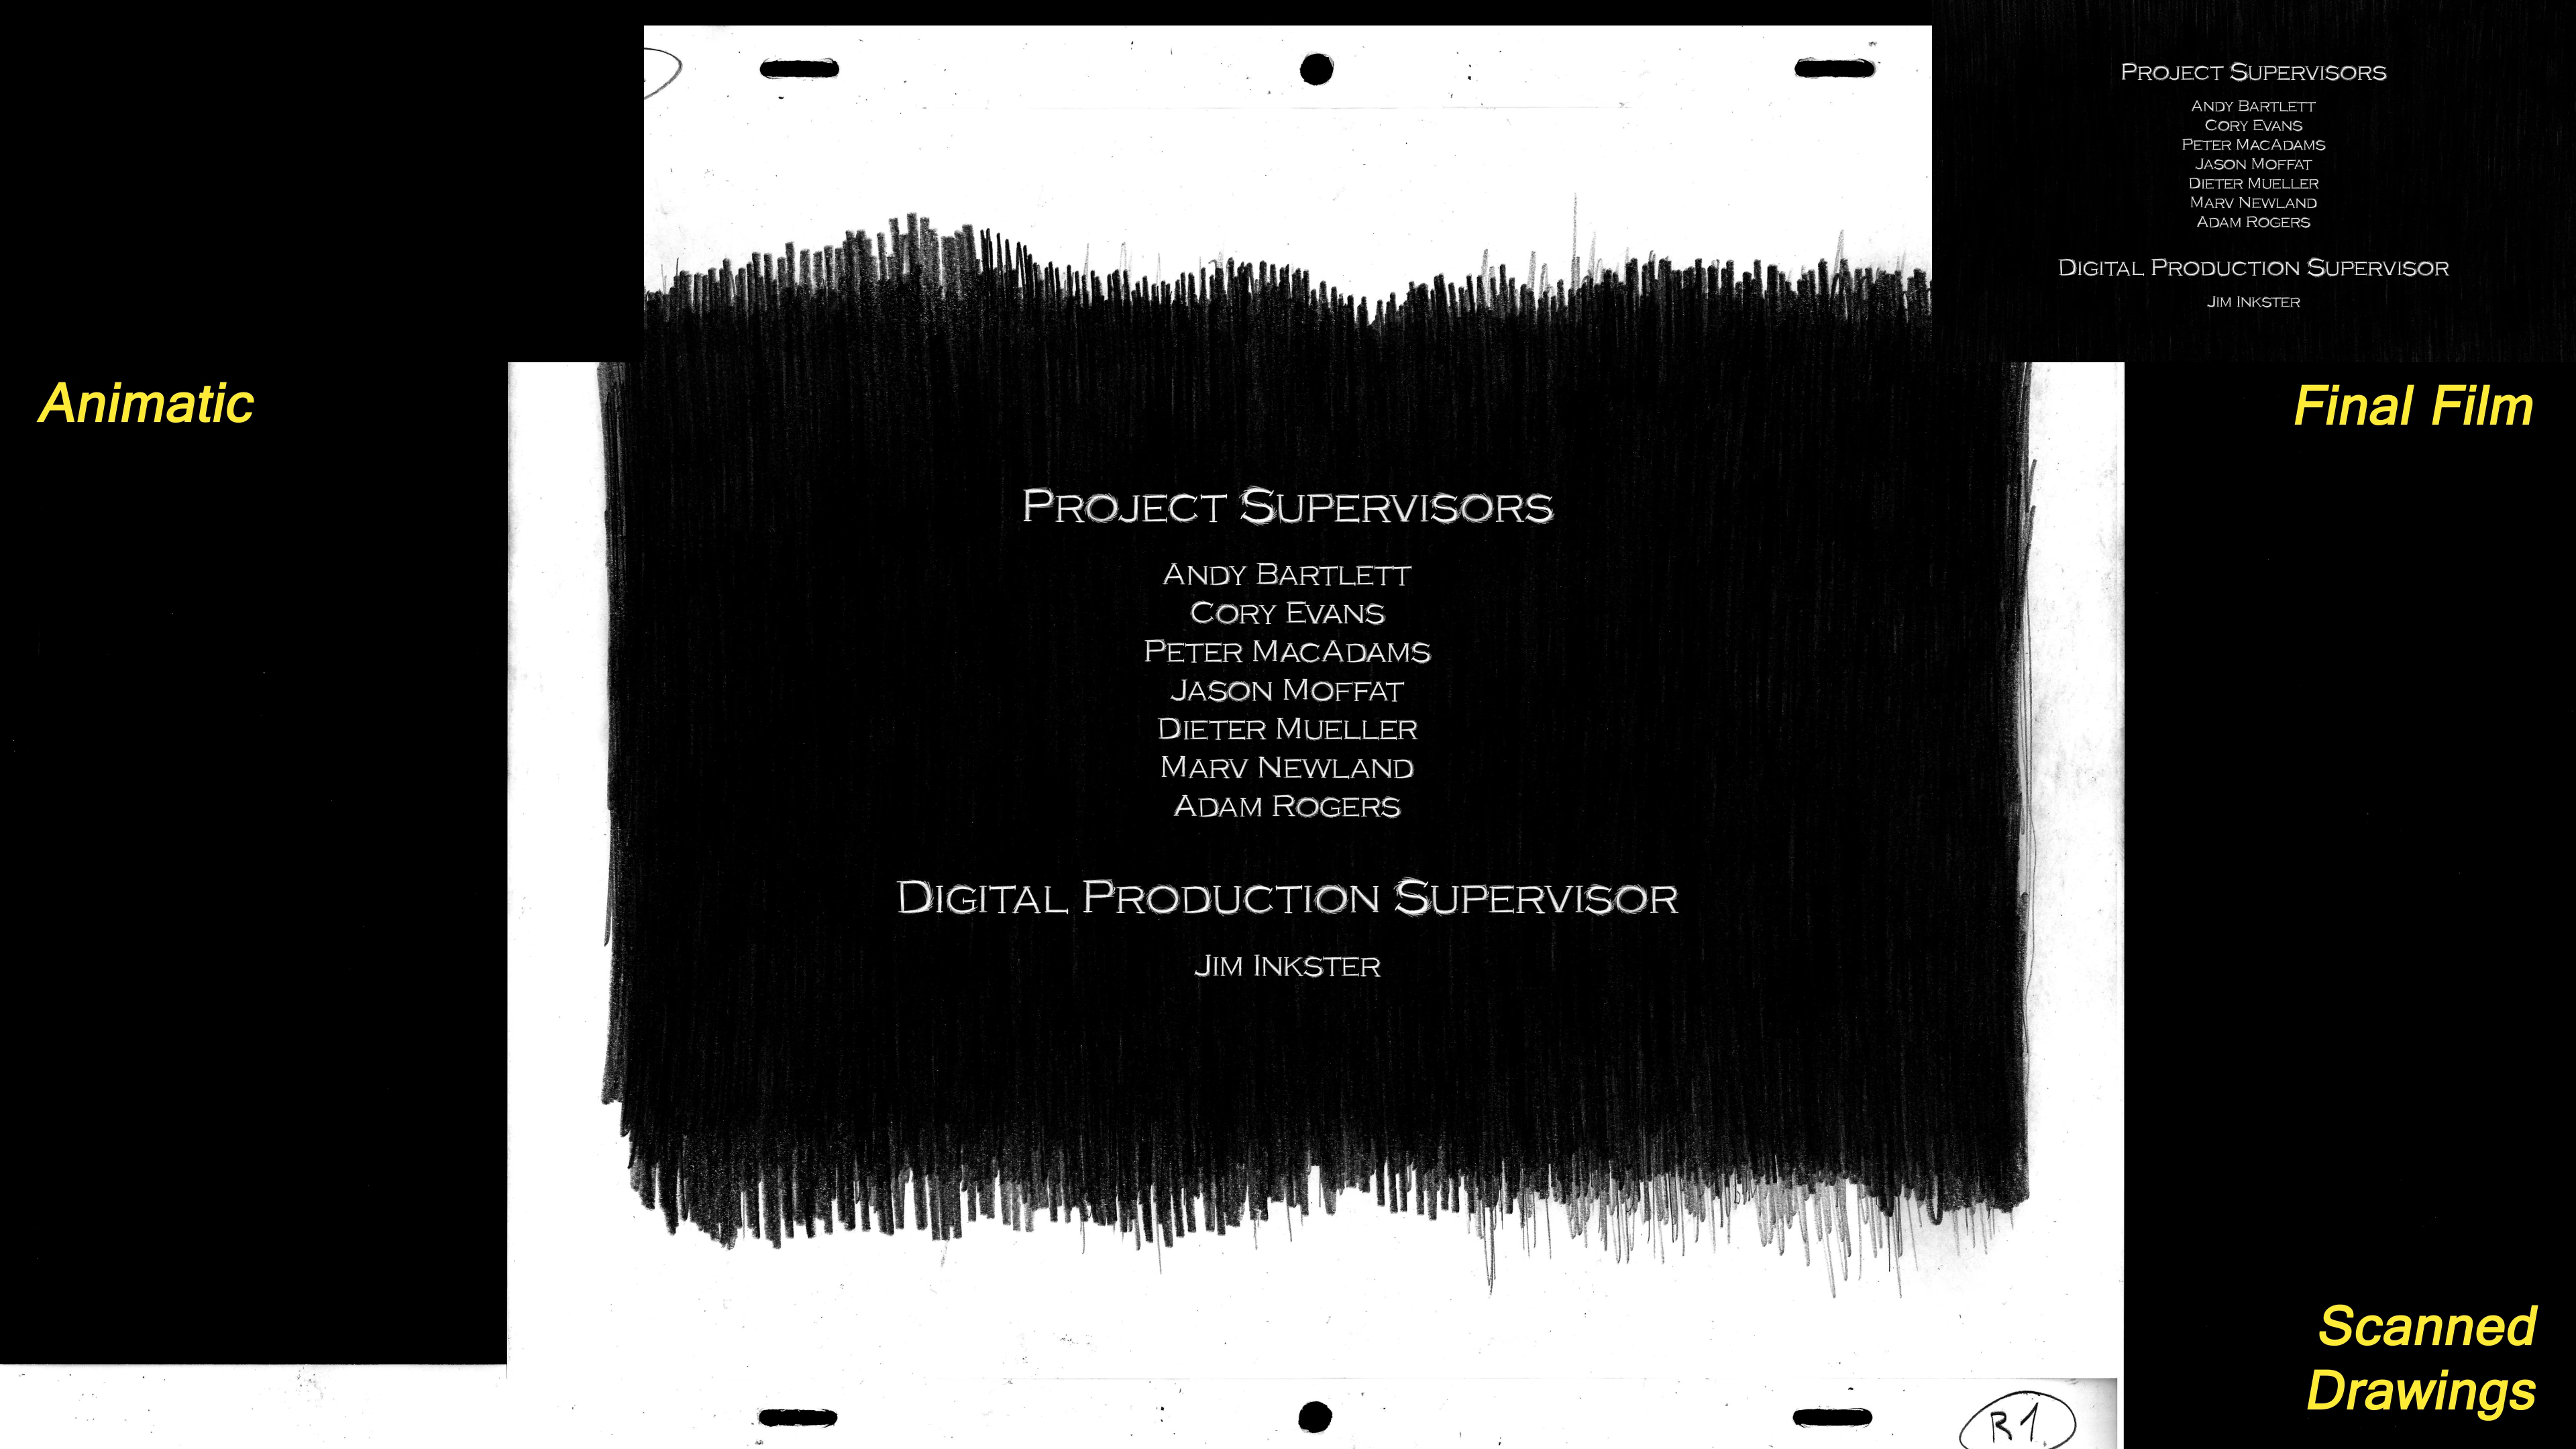 Project Supervisors
Andy Bartlett
Cory Evans
Peter MacAdams
Jason Moffat
Dieter Mueller
Marv Newland
Adam Rogers
Digital Production Supervisor
Jim Inkster
Animatic
Final Film
Project Supervisors
Andy Bartlett
Cory Evans
Peter MacAdams
Jason Moffat
Dieter Mueller
Marv Newland
Adam Rogers
Digital Production Supervisor
Jim Inkster
Scanned
Drawings
R1.